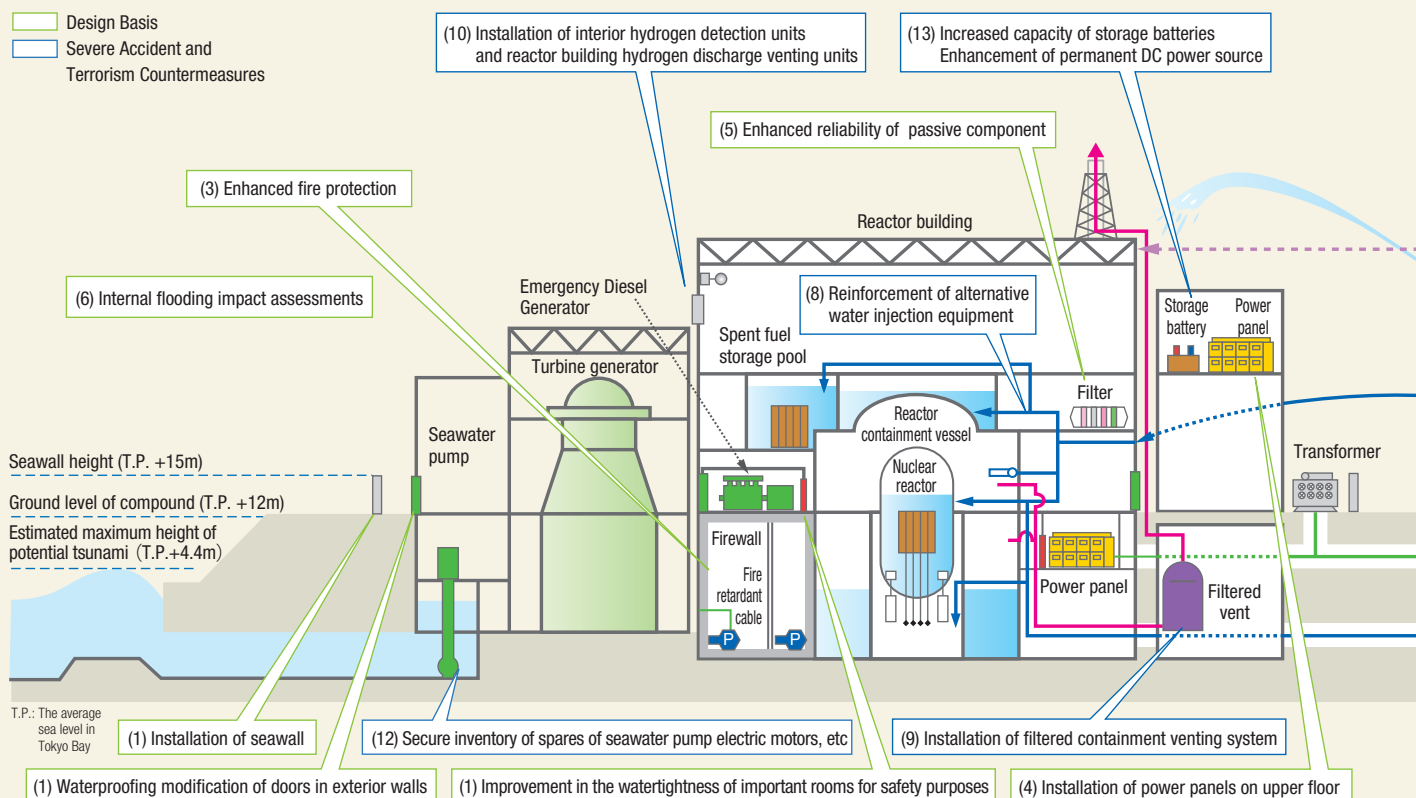 Design Basis
Severe Accident and
Terrorism Countermeasures
(10) Installation of interior hydrogen detection units
and reactor building hydrogen discharge venting units
(13) Increased capacity of storage batteries
Enhancement of permanent DC power source
(5) Enhanced reliability of passive component
(3) Enhanced fire protection
Reactor building
(6) Internal flooding impact assessments
Emergency Diesel
Generator
(8) Reinforcement of alternative
water injection equipment
Storage
battery
Power
panel
Spent fuel
storage pool
Turbine generator
Filter
Reactor
containment vessel
Seawater
pump
Nuclear
reactor
Transformer
Seawall height (T.P. +15m)
Ground level of compound (T.P. +12m)
Estimated maximum height of
potential tsunami (T.P.+4.4m)
Firewall
Fire
retardant
cable
P
P
Power panel
Filtered
vent
T.P.: The average
sea level in
Tokyo Bay
(1) Installation of seawall
(12) Secure inventory of spares of seawater pump electric motors, etc
(9) Installation of filtered containment venting system
(1) Waterproofing modification of doors in exterior walls
(1) Improvement in the watertightness of important rooms for safety purposes
(4) Installation of power panels on upper floor